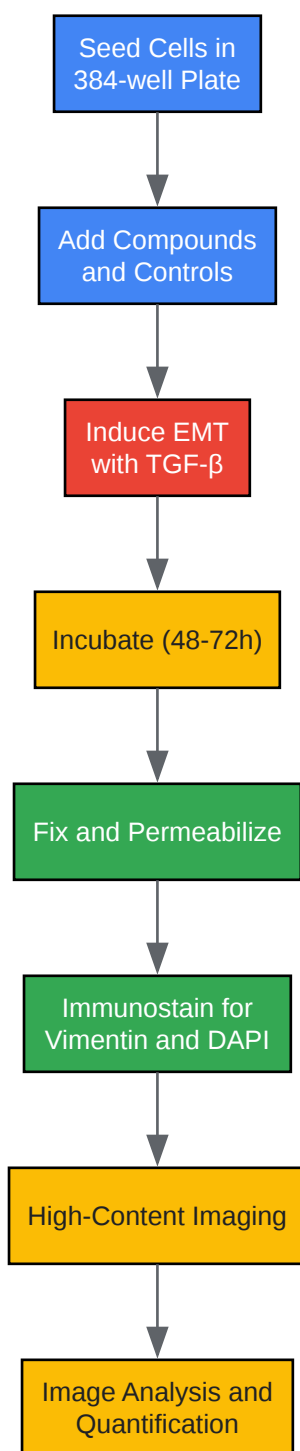 Seed Cells in
384-well Plate
Add Compounds
and Controls
Induce EMT
with TGF-β
Incubate (48-72h)
Fix and Permeabilize
Immunostain for
Vimentin and DAPI
High-Content Imaging
Image Analysis and
Quantification